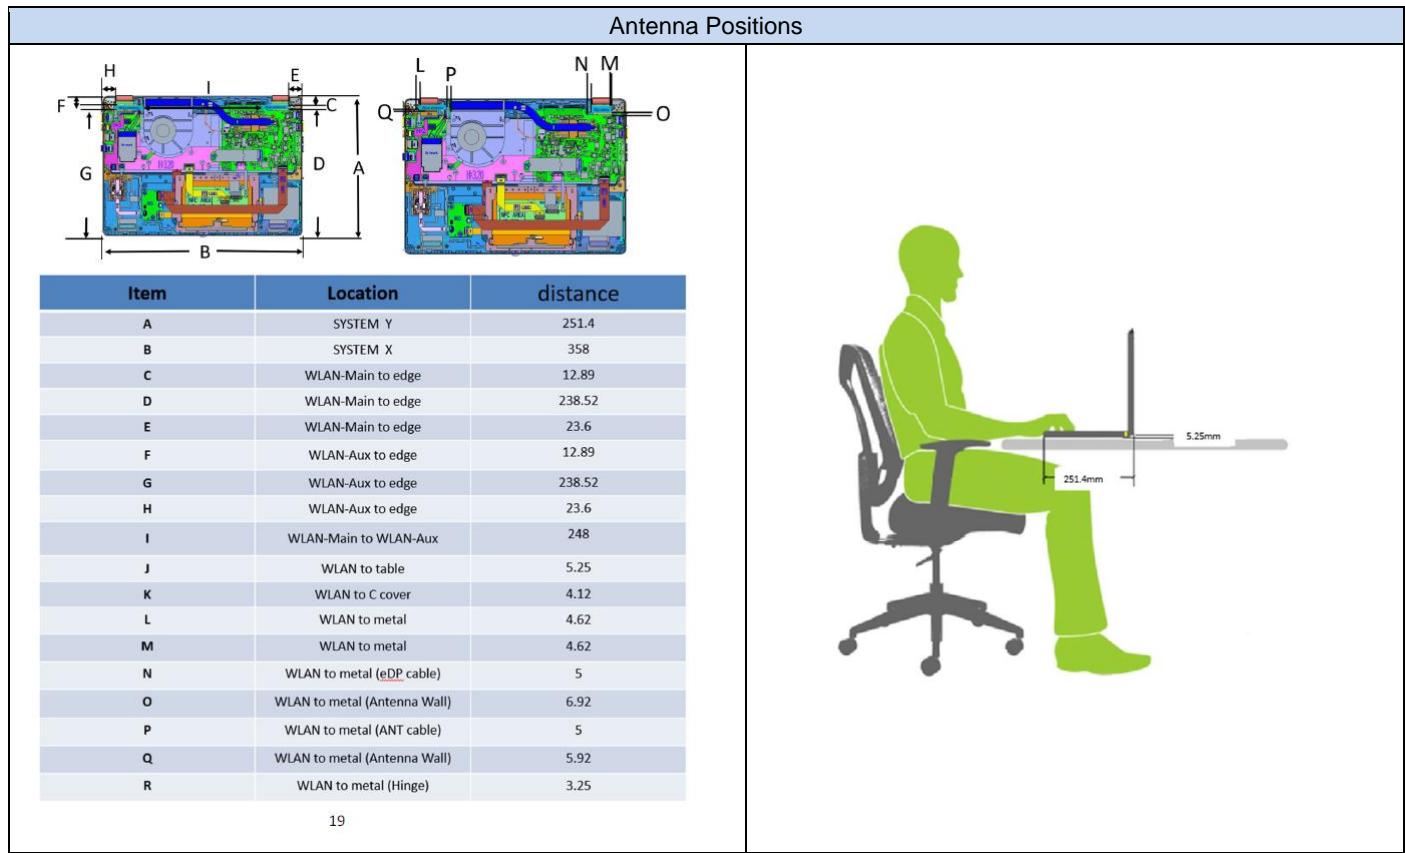 Antenna Positions
H
I
E
F
C
G
D
A
B
L
P
N
M
Q
O
Item Location distance
A SYSTEM Y 251.4
B SYSTEM X 358
C WLAN-Main to edge 12.89
D WLAN-Main to edge 238.52
E WLAN-Main to edge 23.6
F WLAN-Aux to edge 12.89
G WLAN-Aux to edge 238.52
H WLAN-Aux to edge 23.6
I WLAN-Main to WLAN-Aux 248
J WLAN to table 5.25
K WLAN to C cover 4.12
L WLAN to metal 4.62
M WLAN to metal 4.62
N WLAN to metal (eDP cable) 5
O WLAN to metal (Antenna Wall) 6.92
P WLAN to metal (ANT cable) 5
Q WLAN to metal (Antenna Wall) 5.92
R WLAN to metal (Hinge) 3.25
19
5.25mm
251.4mm